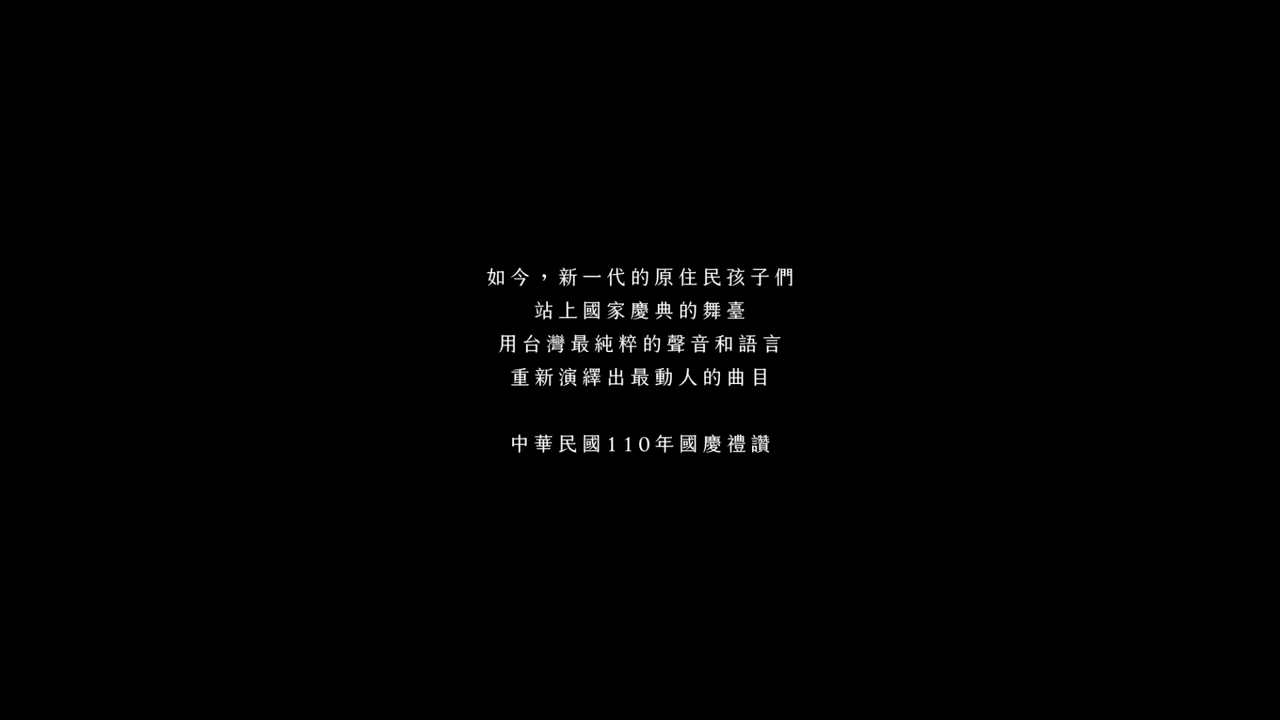 如今，新一代的原住民孩子們
站上國家慶典的舞臺
用台灣最純粹的聲音和語言
重新演繹出最動人的曲目
中華民國110年國慶禮讚